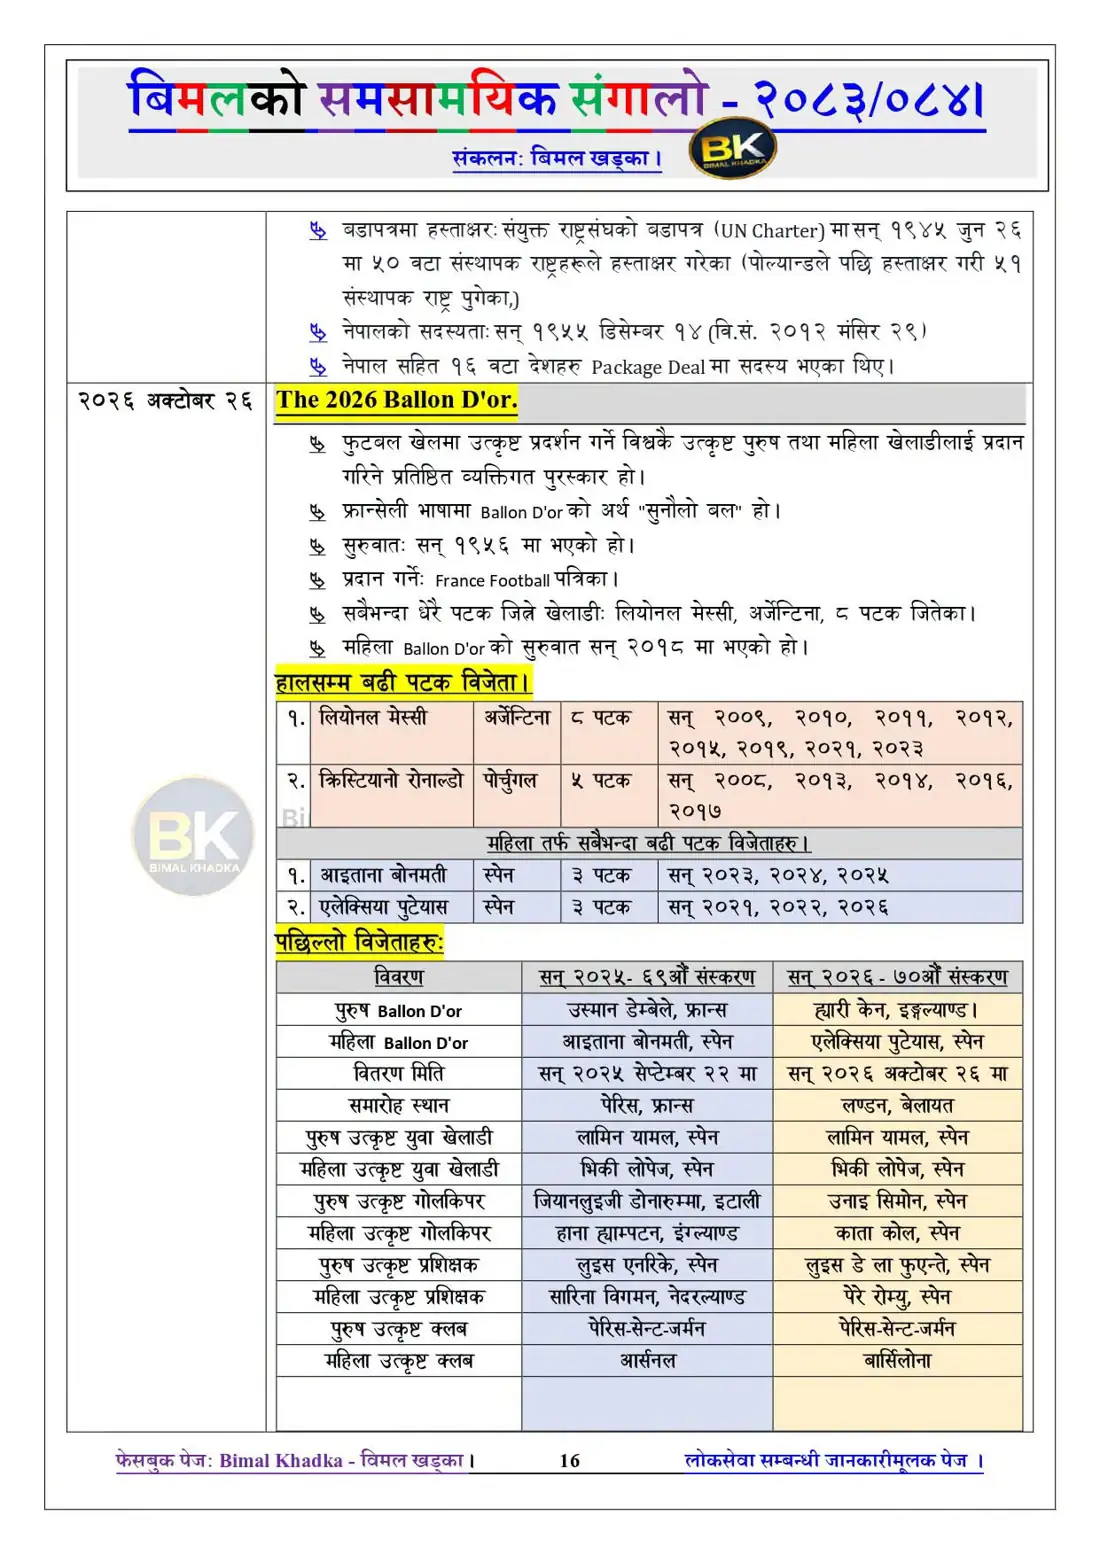 बिमलको समसामयिक संगालो - २०८३/०८४।
संकलन: बिमल खड्का।
BK
BIMAL KHADKA
बडापत्रमा हस्ताक्षरः संयुक्त राष्ट्रसंघको बडापत्र (UN Charter) मा सन् १९४५ जुन २६
मा ५० वटा संस्थापक राष्ट्रहरूले हस्ताक्षर गरेका (पोल्यान्डले पछि हस्ताक्षर गरी ५१
संस्थापक राष्ट्र पुगेका,)
नेपालको सदस्यताः सन् १९५५ डिसेम्बर १४ (वि.सं. २०१२ मंसिर २९)
नेपाल सहित १६ वटा देशहरु Package Deal मा सदस्य भएका थिए।
२०२६ अक्टोबर २६
The 2026 Ballon D'or.
फुटबल खेलमा उत्कृष्ट प्रदर्शन गर्ने विश्वकै उत्कृष्ट पुरुष तथा महिला खेलाडीलाई प्रदान
गरिने प्रतिष्ठित व्यक्तिगत पुरस्कार हो।
फ्रान्सेली भाषामा Ballon D'or को अर्थ "सुनौलो बल" हो।
सुरुवातः सन् १९५६ मा भएको हो।
प्रदान गर्नेः France Football पत्रिका।
सबैभन्दा धेरै पटक जित्ने खेलाडीः लियोनल मेस्सी, अर्जेन्टिना, ८ पटक जितेका।
महिला Ballon D'or को सुरुवात सन् २०१८ मा भएको हो।
हालसम्म बढी पटक विजेता।
१. लियोनल मेस्सी अर्जेन्टिना ८ पटक सन् २००९, २०१०, २०११, २०१२,
२०१५, २०१९, २०२१, २०२३
२. क्रिस्टियानो रोनाल्डो पोर्चुगल ५ पटक सन् २००८, २०१३, २०१४, २०१६,
२०१७
महिला तर्फ सबैभन्दा बढी पटक विजेताहरु।
१. आइताना बोनमती स्पेन ३ पटक सन् २०२३, २०२४, २०२५
२. एलेक्सिया पुटेयास स्पेन ३ पटक सन् २०२१, २०२२, २०२६
BK
BIMAL KHADKA
पछिल्लो विजेताहरुः
विवरण सन् २०२५- ६९औं संस्करण सन् २०२६ - ७०औं संस्करण
पुरुष Ballon D'or उस्मान डेम्बेले, फ्रान्स ह्यारी केन, इङ्गल्याण्ड।
महिला Ballon D'or आइताना बोनमती, स्पेन एलेक्सिया पुटेयास, स्पेन
वितरण मिति सन् २०२५ सेप्टेम्बर २२ मा सन् २०२६ अक्टोबर २६ मा
समारोह स्थान पेरिस, फ्रान्स लण्डन, बेलायत
पुरुष उत्कृष्ट युवा खेलाडी लामिन यामल, स्पेन लामिन यामल, स्पेन
महिला उत्कृष्ट युवा खेलाडी भिकी लोपेज, स्पेन भिकी लोपेज, स्पेन
पुरुष उत्कृष्ट गोलकिपर जियानलुइजी डोनारुम्मा, इटाली उनाइ सिमोन, स्पेन
महिला उत्कृष्ट गोलकिपर हाना ह्याम्पटन, इंग्ल्याण्ड काता कोल, स्पेन
पुरुष उत्कृष्ट प्रशिक्षक लुइस एनरिके, स्पेन लुइस डे ला फुएन्ते, स्पेन
महिला उत्कृष्ट प्रशिक्षक सारिना विगमन, नेदरल्याण्ड पेरे रोम्यु, स्पेन
पुरुष उत्कृष्ट क्लब पेरिस-सेन्ट-जर्मन पेरिस-सेन्ट-जर्मन
महिला उत्कृष्ट क्लब आर्सनल बार्सिलोना
फेसबुक पेज: Bimal Khadka - विमल खड्का। 16 लोकसेवा सम्बन्धी जानकारीमूलक पेज ।